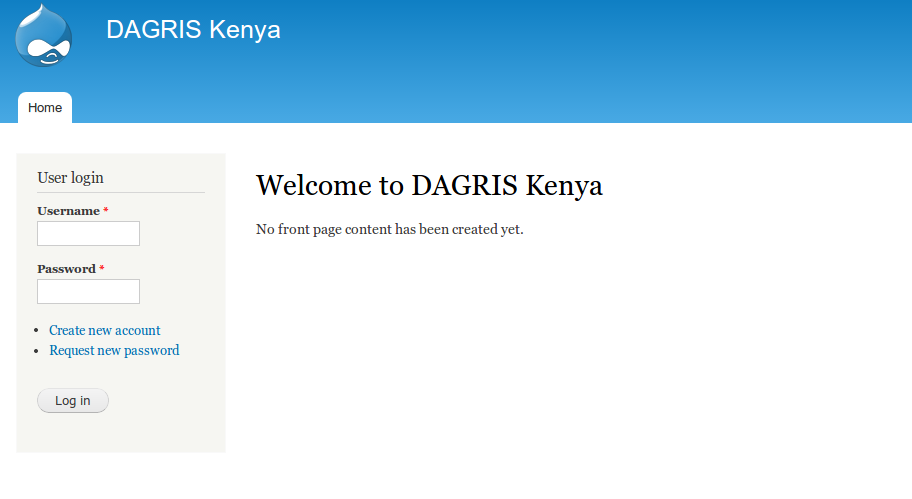 DAGRIS Kenya
Home
User login
Username *
Password *
Create new account
Request new password
Log in
Welcome to DAGRIS Kenya
No front page content has been created yet.